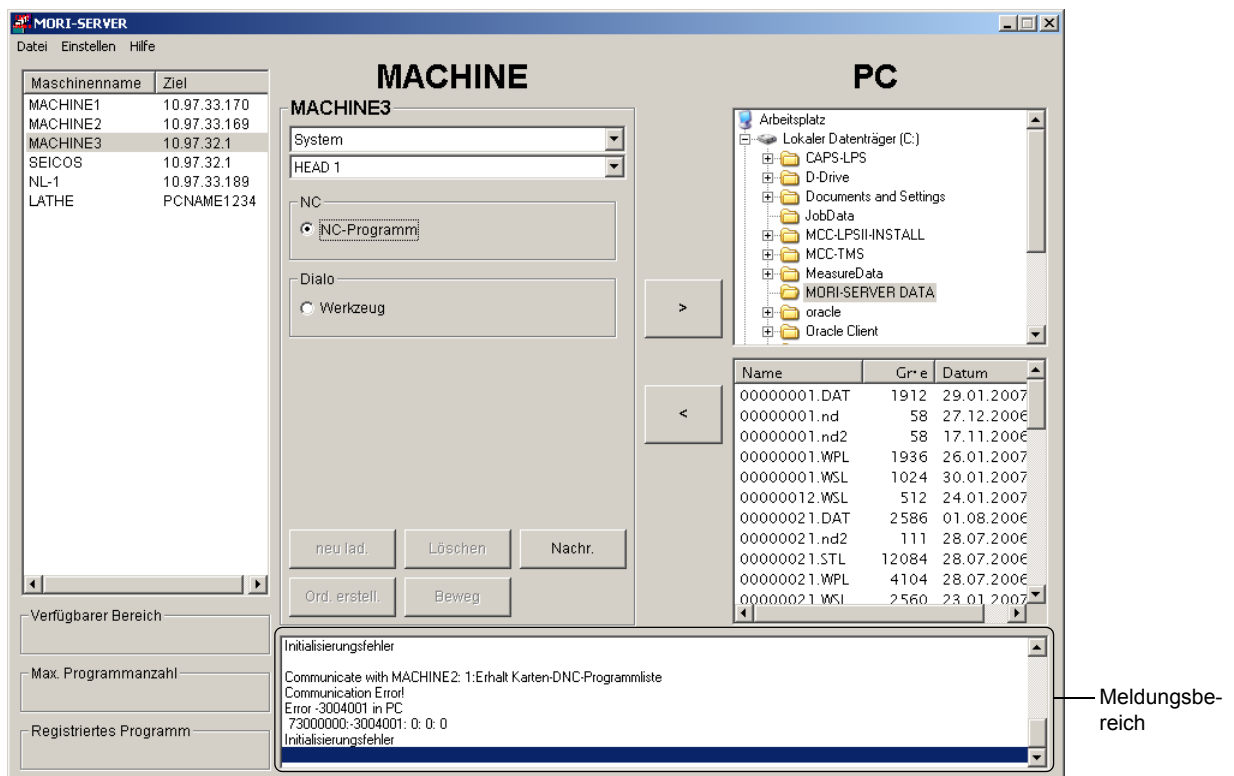 MORI-SERVER
Datei Einstellen Hilfe
Maschinenname Ziel
MACHINE1 10.97.33.170
MACHINE2 10.97.33.169
MACHINE3 10.97.32.1
SEICOS 10.97.32.1
NL-1 10.97.33.189
LATHE PCNAME1234
Verfügbarer Bereich
Max. Programmanzahl
Registriertes Programm
MACHINE
MACHINE3
System
HEAD 1
NC
NC-Programm
Dialo
Werkzeug
neu lad. Löschen Nachr.
Ord. erstell. Beweg
>
<
PC
Arbeitsplatz
Lokaler Datenträger (C:)
CAPS-LPS
D-Drive
Documents and Settings
JobData
MCC-LPSII-INSTALL
MCC-TMS
MeasureData
MORI-SERVER DATA
oracle
Oracle Client
Name Gr•e Datum
00000001.DAT 1912 29.01.2007
00000001.nd 58 27.12.2006
00000001.nd2 58 17.11.2006
00000001.WPL 1936 26.01.2007
00000001.WSL 1024 30.01.2007
00000012.WSL 512 24.01.2007
00000021.DAT 2586 01.08.2006
00000021.nd2 111 28.07.2006
00000021.STL 12084 28.07.2006
00000021.WPL 4104 28.07.2006
00000021.WSL 2560 23.01.2007
Initialisierungsfehler
Communicate with MACHINE2: 1:Erhalt Karten-DNC-Programmliste
Communication Error!
Error -3004001 in PC
73000000:-3004001: 0: 0: 0
Initialisierungsfehler
Meldungsbe-
reich